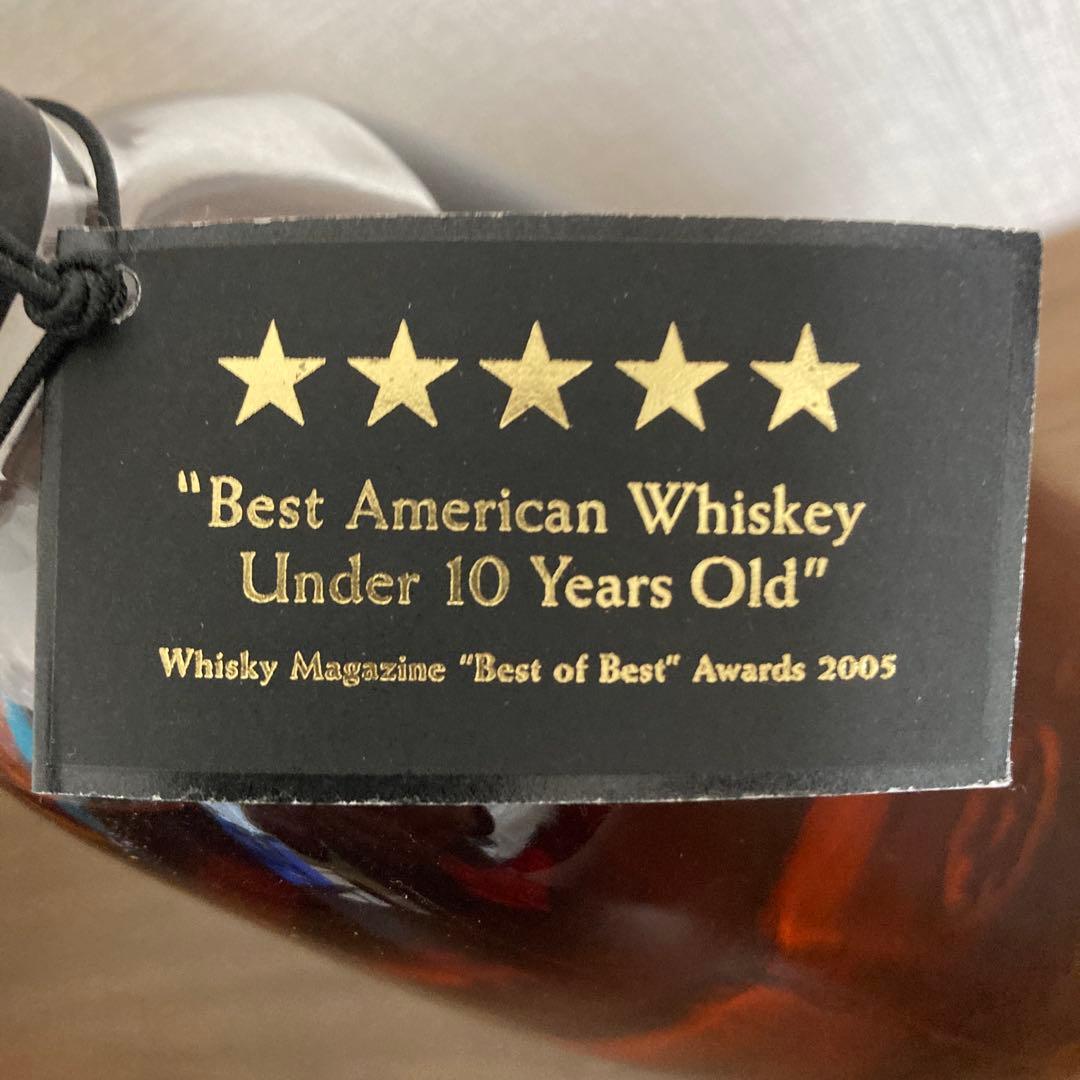 "Best American Whiskey
Under 10 Years Old"
Whisky Magazine "Best of Best" Awards 2005